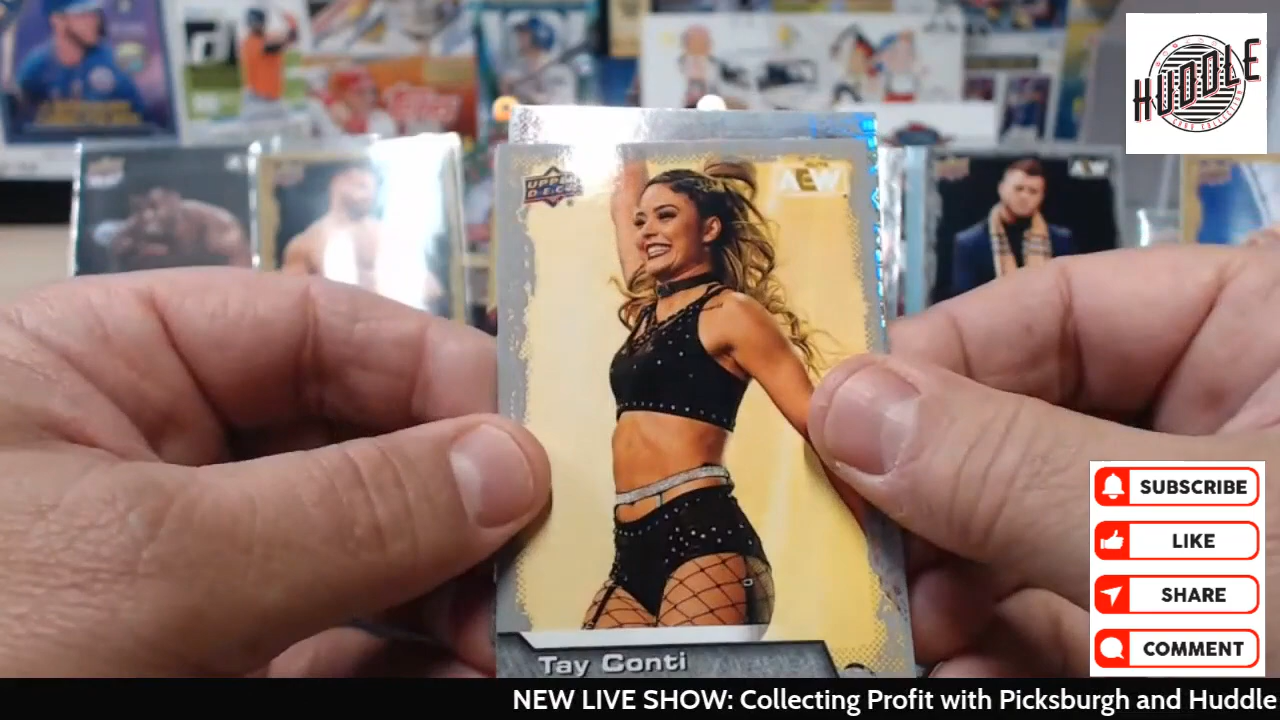 HUDDLE
Topps
UPPER
DECK
AEW
Tay Conti
SUBSCRIBE
LIKE
SHARE
COMMENT
NEW LIVE SHOW: Collecting Profit with Picksburgh and Huddle